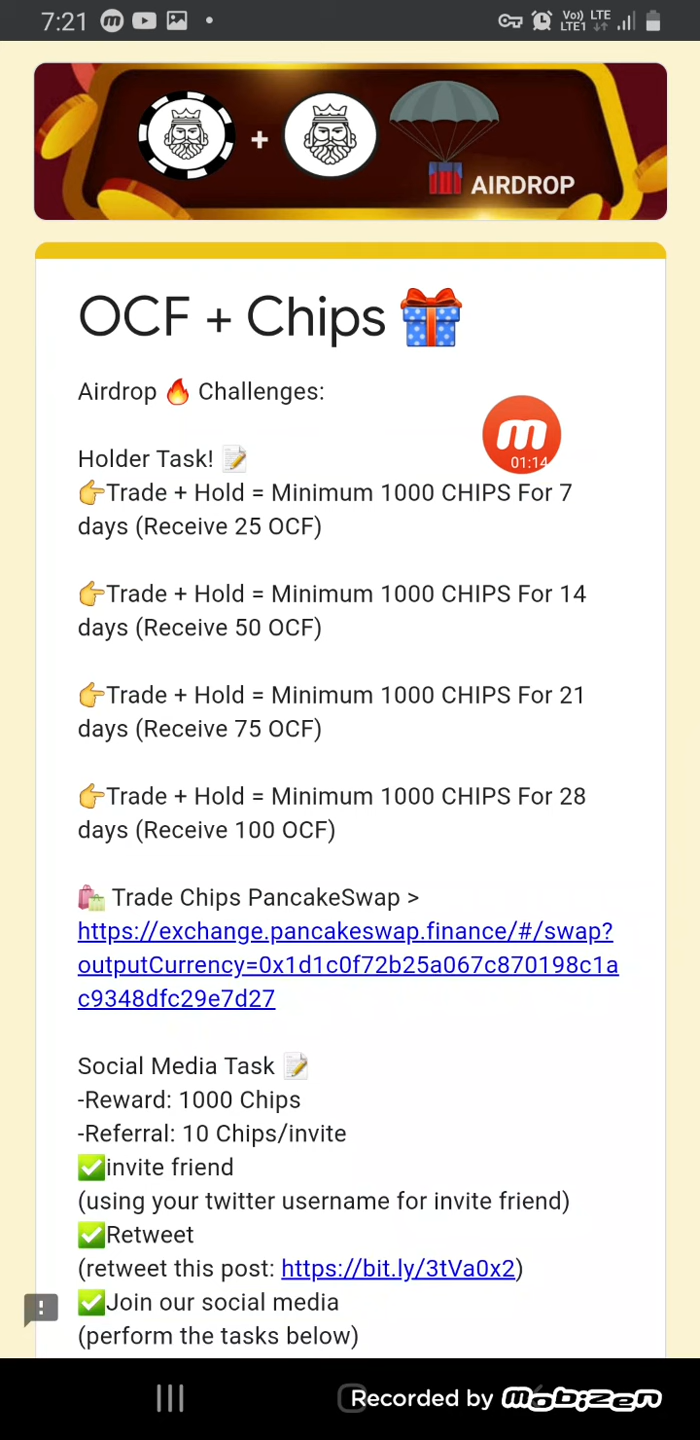 7:21
Vo) LTE
LTE1
+
AIRDROP
OCF + Chips 🎁
Airdrop 🔥 Challenges:
01:14
Holder Task! 📝
👉Trade + Hold = Minimum 1000 CHIPS For 7
days (Receive 25 OCF)
👉Trade + Hold = Minimum 1000 CHIPS For 14
days (Receive 50 OCF)
👉Trade + Hold = Minimum 1000 CHIPS For 21
days (Receive 75 OCF)
👉Trade + Hold = Minimum 1000 CHIPS For 28
days (Receive 100 OCF)
🛍️ Trade Chips PancakeSwap >
https://exchange.pancakeswap.finance/#/swap?
outputCurrency=0x1d1c0f72b25a067c870198c1a
c9348dfc29e7d27
Social Media Task 📝
-Reward: 1000 Chips
-Referral: 10 Chips/invite
✅invite friend
(using your twitter username for invite friend)
✅Retweet
(retweet this post: https://bit.ly/3tVa0x2)
✅Join our social media
(perform the tasks below)
Recorded by mobizen